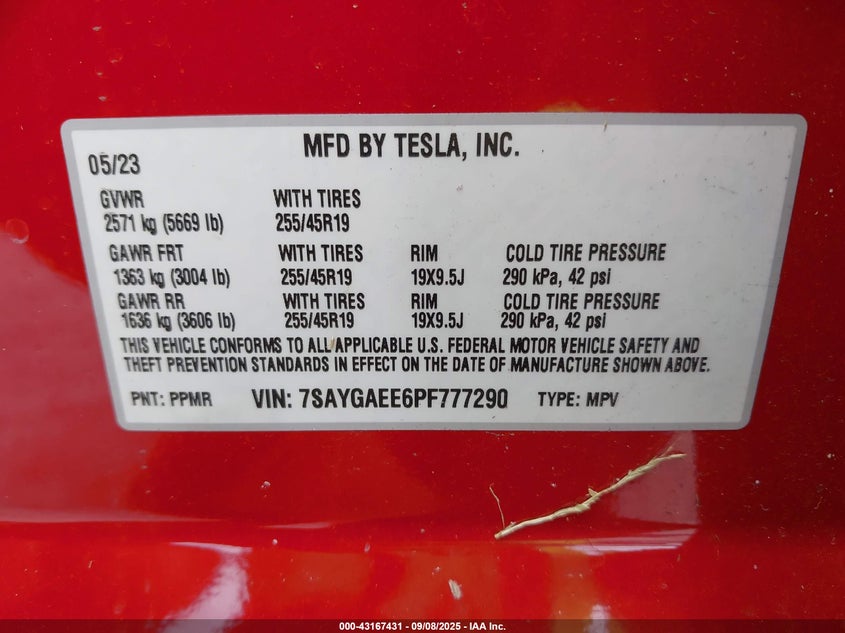 MFD BY TESLA, INC.
05/23
GVWR WITH TIRES
2571 kg (5669 lb) 255/45R19
GAWR FRT WITH TIRES RIM COLD TIRE PRESSURE
1363 kg (3004 lb) 255/45R19 19X9.5J 290 kPa, 42 psi
GAWR RR WITH TIRES RIM COLD TIRE PRESSURE
1636 kg (3606 lb) 255/45R19 19X9.5J 290 kPa, 42 psi
THIS VEHICLE CONFORMS TO ALL APPLICABLE U.S. FEDERAL MOTOR VEHICLE SAFETY AND
THEFT PREVENTION STANDARDS IN EFFECT ON THE DATE OF MANUFACTURE SHOWN ABOVE.
PNT: PPMR VIN: 7SAYGAEE6PF777290 TYPE: MPV
000-43167431 - 09/08/2025 - IAA Inc.